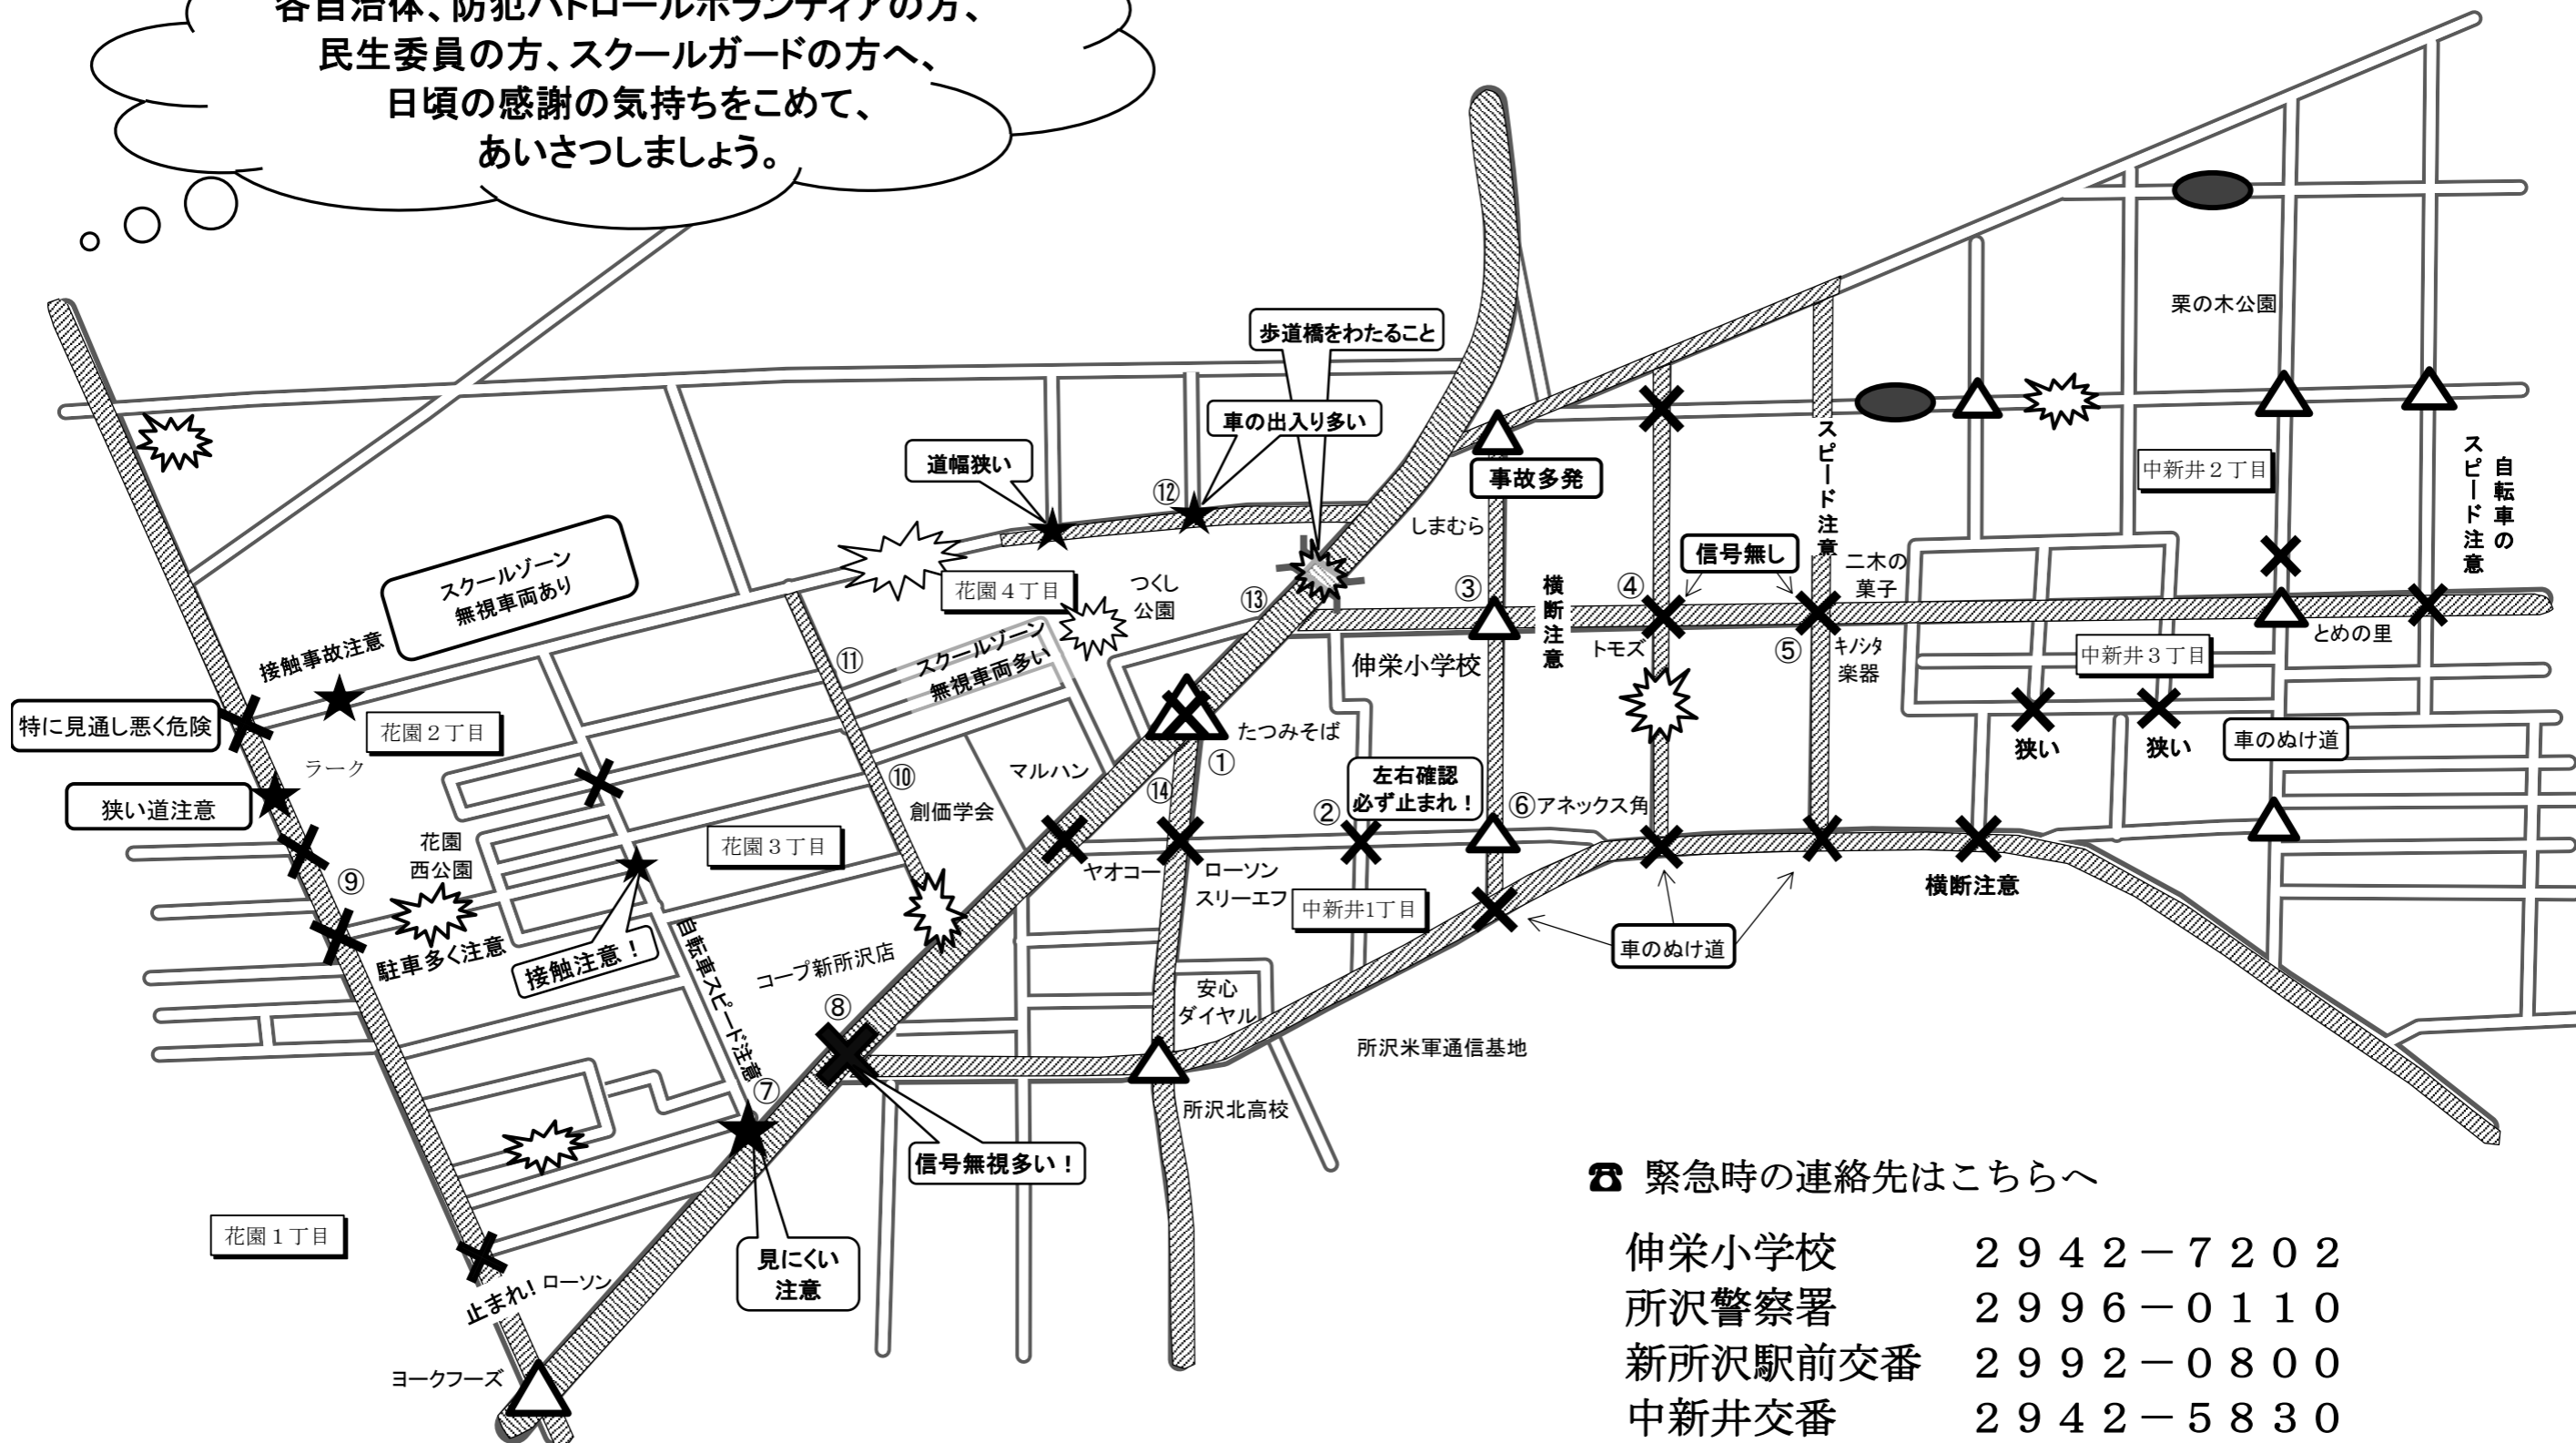 各自治体、防犯パトロールボランティアの方、
民生委員の方、スクールガードの方へ、
日頃の感謝の気持ちをこめて、
あいさつしましょう。
歩道橋をわたること
車の出入り多い
道幅狭い
⑫
栗の木公園
スピード注意
自転車の
スピード注意
中新井２丁目
事故多発
しまむら
信号無し
二木の
菓子
③
横断注意
④
⑤
トモズ
キノシタ
楽器
とめの里
中新井３丁目
伸栄小学校
⑬
つくし
公園
花園４丁目
スクールゾーン
無視車両あり
スクールゾーン
無視車両多い
接触事故注意
⑪
特に見通し悪く危険
花園２丁目
ラーク
狭い道注意
たつみそば
①
⑭
マルハン
⑩
創価学会
左右確認
必ず止まれ！
②
⑥アネックス角
狭い
狭い
車のぬけ道
花園
西公園
花園３丁目
⑨
ヤオコー
ローソン
スリーエフ
中新井1丁目
横断注意
車のぬけ道
駐車多く注意
接触注意！
自転車スピード注意
コープ新所沢店
⑧
安心
ダイヤル
所沢米軍通信基地
⑦
所沢北高校
信号無視多い！
見にくい
注意
花園１丁目
止まれ！
ローソン
ヨークフーズ
☎ 緊急時の連絡先はこちらへ
伸栄小学校 ２９４２－７２０２
所沢警察署 ２９９６－０１１０
新所沢駅前交番 ２９９２－０８００
中新井交番 ２９４２－５８３０